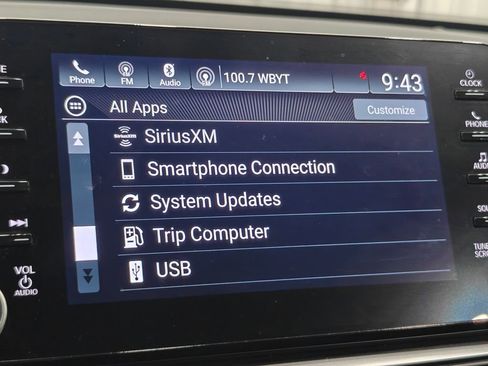 Phone
FM
Audio
100.7 WBYT
9:43
CLOCK
All Apps
Customize
SiriusXM
SiriusXM
Smartphone Connection
PHONE
System Updates
AUDIO
Trip Computer
USB
VOL
AUDIO
TUNE
SCROLL